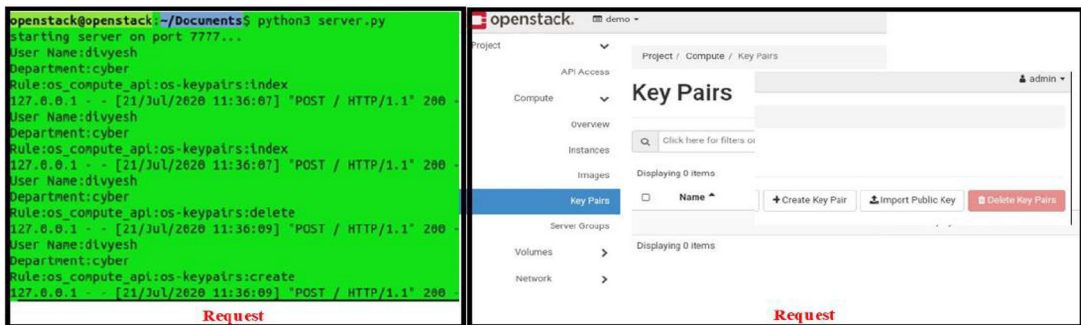 openstack@openstack:~/Documents$ python3 server.py
starting server on port 7777...
User Name:divyesh
Department:cyber
Rule:os_compute_api:os-keypairs:index
127.0.0.1 - - [21/Jul/2020 11:36:07] "POST / HTTP/1.1" 200 -
User Name:divyesh
Department:cyber
Rule:os_compute_api:os-keypairs:index
127.0.0.1 - - [21/Jul/2020 11:36:07] "POST / HTTP/1.1" 200 -
User Name:divyesh
Department:cyber
Rule:os_compute_api:os-keypairs:delete
127.0.0.1 - - [21/Jul/2020 11:36:09] "POST / HTTP/1.1" 200 -
User Name:divyesh
Department:cyber
Rule:os_compute_api:os-keypairs:create
127.0.0.1 - - [21/Jul/2020 11:36:09] "POST / HTTP/1.1" 200 -
Request
openstack. demo
Project
API Access
Compute
Overview
Instances
Images
Key Pairs
Server Groups
Volumes
Network
Project / Compute / Key Pairs
admin
Key Pairs
Click here for filters
Displaying 0 items
Name
+Create Key Pair
Import Public Key
Delete Key Pairs
Displaying 0 items
Request